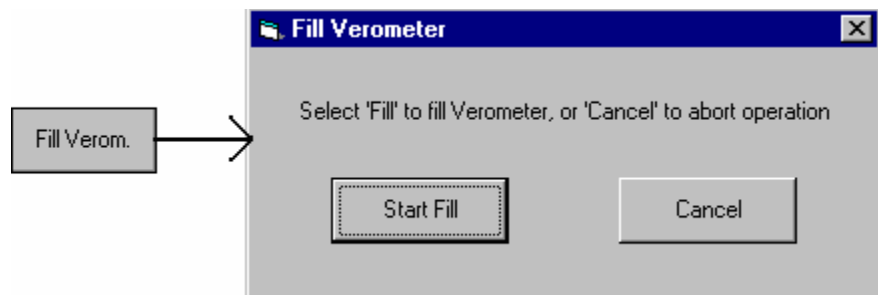 Fill Verometer
Select 'Fill' to fill Verometer, or 'Cancel' to abort operation
Fill Verom.
Start Fill
Cancel